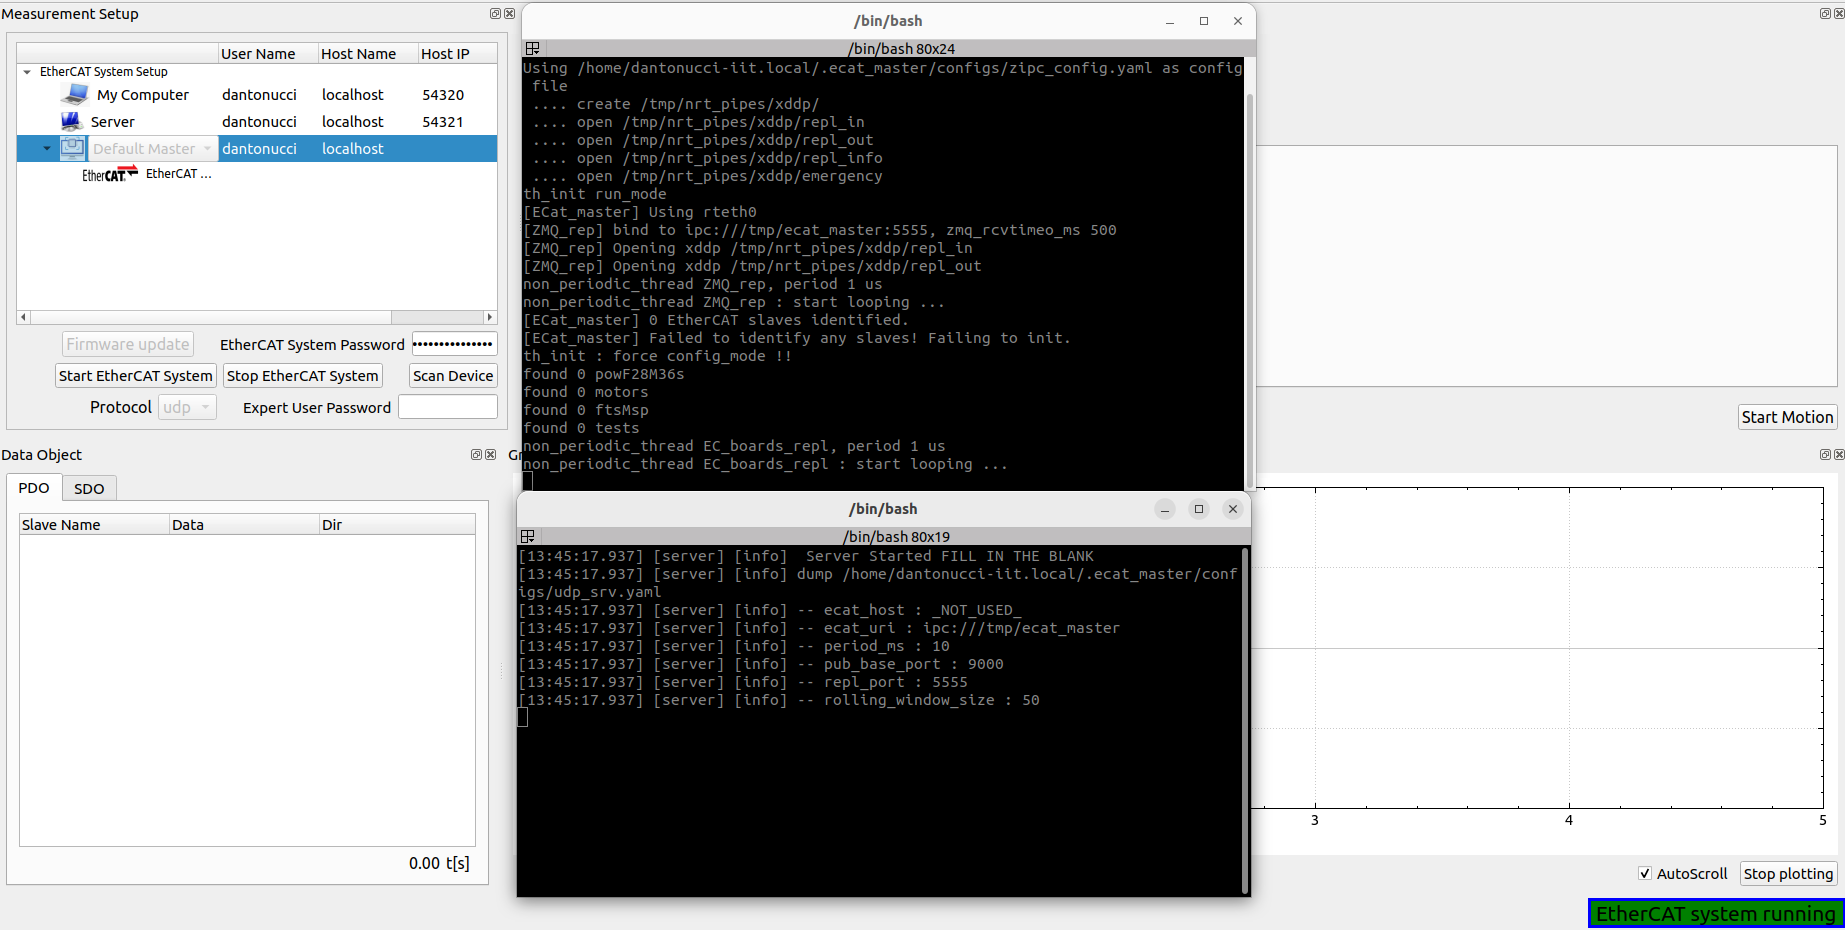 Measurement Setup
User Name Host Name Host IP
EtherCAT System Setup
My Computer dantonucci localhost 54320
Server dantonucci localhost 54321
Default Master dantonucci localhost
EtherCAT. EtherCAT ...
Firmware update EtherCAT System Password ●●●●●●●●●●●●●●●
Start EtherCAT System Stop EtherCAT System Scan Device
Protocol udp Expert User Password
/bin/bash
/bin/bash 80x24
Using /home/dantonucci-iit.local/.ecat_master/configs/zipc_config.yaml as config
 file
 .... create /tmp/nrt_pipes/xddp/
 .... open /tmp/nrt_pipes/xddp/repl_in
 .... open /tmp/nrt_pipes/xddp/repl_out
 .... open /tmp/nrt_pipes/xddp/repl_info
 .... open /tmp/nrt_pipes/xddp/emergency
th_init run_mode
[ECat_master] Using rteth0
[ZMQ_rep] bind to ipc:///tmp/ecat_master:5555, zmq_rcvtimeo_ms 500
[ZMQ_rep] Opening xddp /tmp/nrt_pipes/xddp/repl_in
[ZMQ_rep] Opening xddp /tmp/nrt_pipes/xddp/repl_out
non_periodic_thread ZMQ_rep, period 1 us
non_periodic_thread ZMQ_rep : start looping ...
[ECat_master] 0 EtherCAT slaves identified.
[ECat_master] Failed to identify any slaves! Failing to init.
th_init : force config_mode !!
found 0 powF28M36s
found 0 motors
found 0 ftsMsp
found 0 tests
non_periodic_thread EC_boards_repl, period 1 us
non_periodic_thread EC_boards_repl : start looping ...
Start Motion
Data Object
PDO SDO
Slave Name Data Dir
0.00 t[s]
Gr
/bin/bash
/bin/bash 80x19
[13:45:17.937] [server] [info]  Server Started FILL IN THE BLANK
[13:45:17.937] [server] [info] dump /home/dantonucci-iit.local/.ecat_master/conf
igs/udp_srv.yaml
[13:45:17.937] [server] [info] -- ecat_host : _NOT_USED_
[13:45:17.937] [server] [info] -- ecat_uri : ipc:///tmp/ecat_master
[13:45:17.937] [server] [info] -- period_ms : 10
[13:45:17.937] [server] [info] -- pub_base_port : 9000
[13:45:17.937] [server] [info] -- repl_port : 5555
[13:45:17.937] [server] [info] -- rolling_window_size : 50
3 4 5
AutoScroll Stop plotting
EtherCAT system running